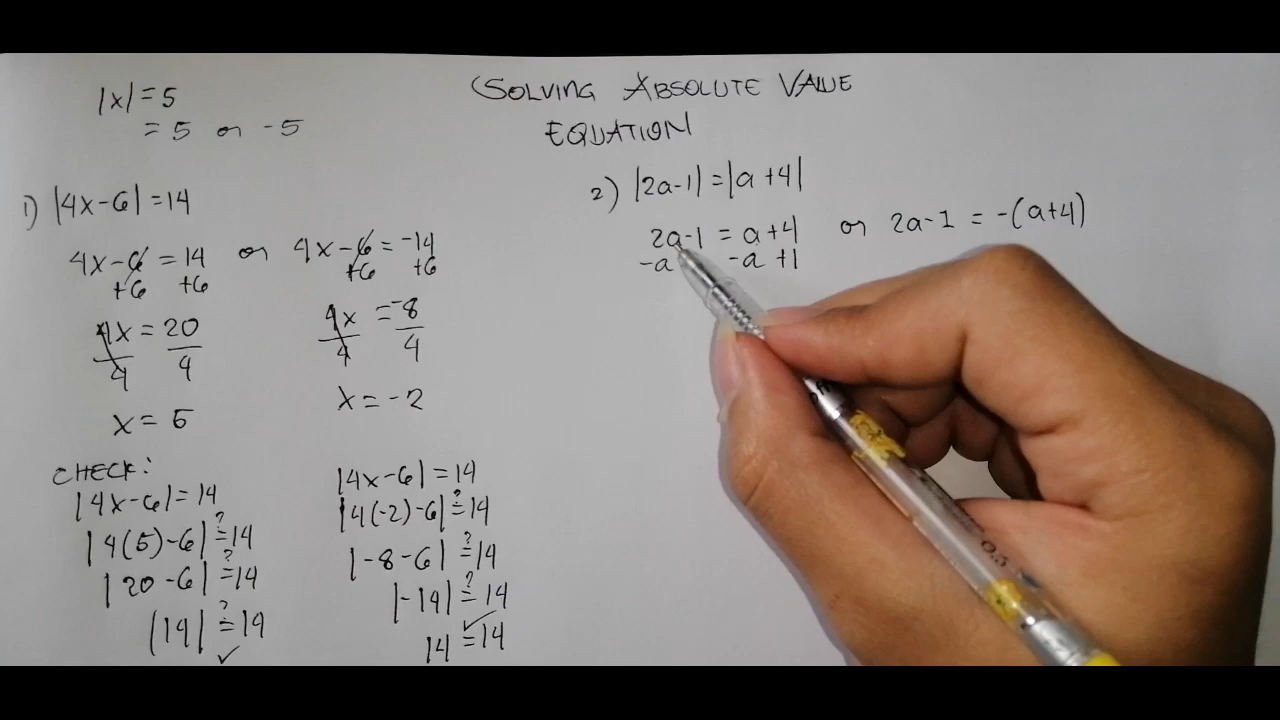 |x| = 5
= 5 or -5
SOLVING ABSOLUTE VALUE
EQUATION
1) |4x-6| = 14
4x-6 = 14 or 4x-6 = -14
+6 +6 +6 +6
4x = 20
4 4
4x = -8
4 4
x = 5
x = -2
CHECK:
|4x-6| = 14
|4(5)-6| ≟ 14
|20-6| ≟ 14
|14| ≟ 14
✓
|4x-6| = 14
|4(-2)-6| ≟ 14
|-8-6| ≟ 14
|-14| ≟ 14
14 = 14 ✓
2) |2a-1| = |a+4|
2a-1 = a+4 or 2a-1 = -(a+4)
-a -a +1
0.5